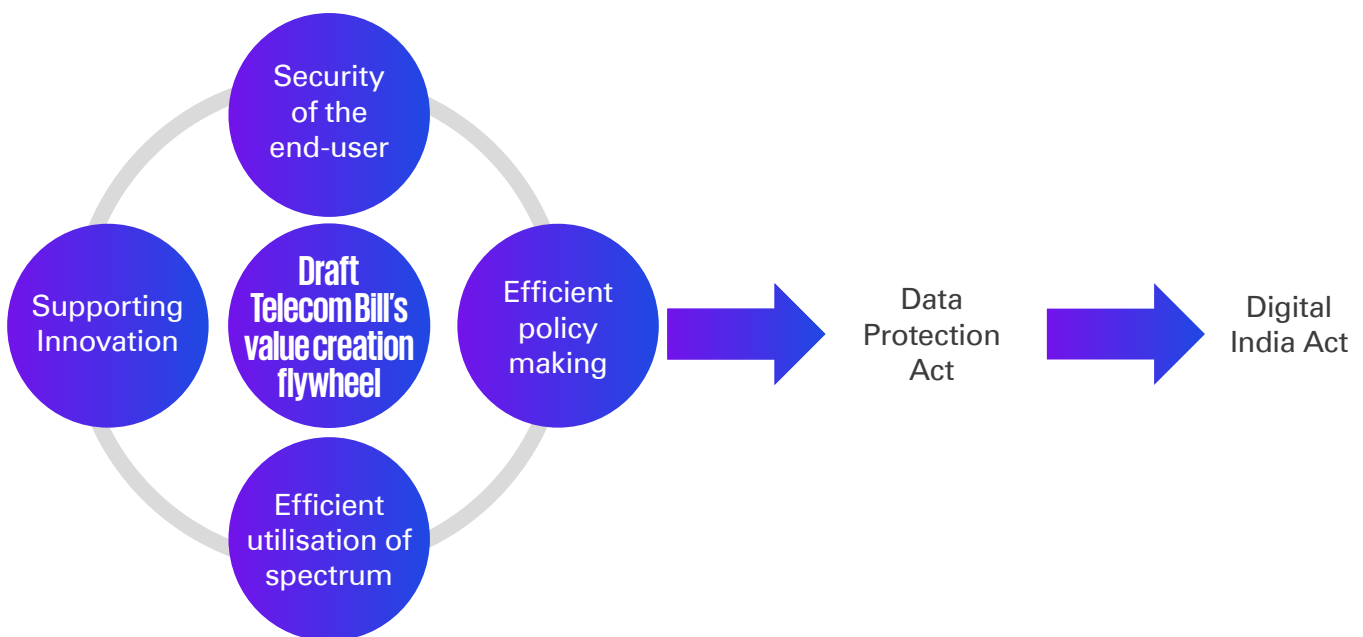 Security
of the
end-user
Supporting
Innovation
Draft
Telecom Bill's
value creation
flywheel
Efficient
policy
making
Efficient
utilisation of
spectrum
Data
Protection
Act
Digital
India Act